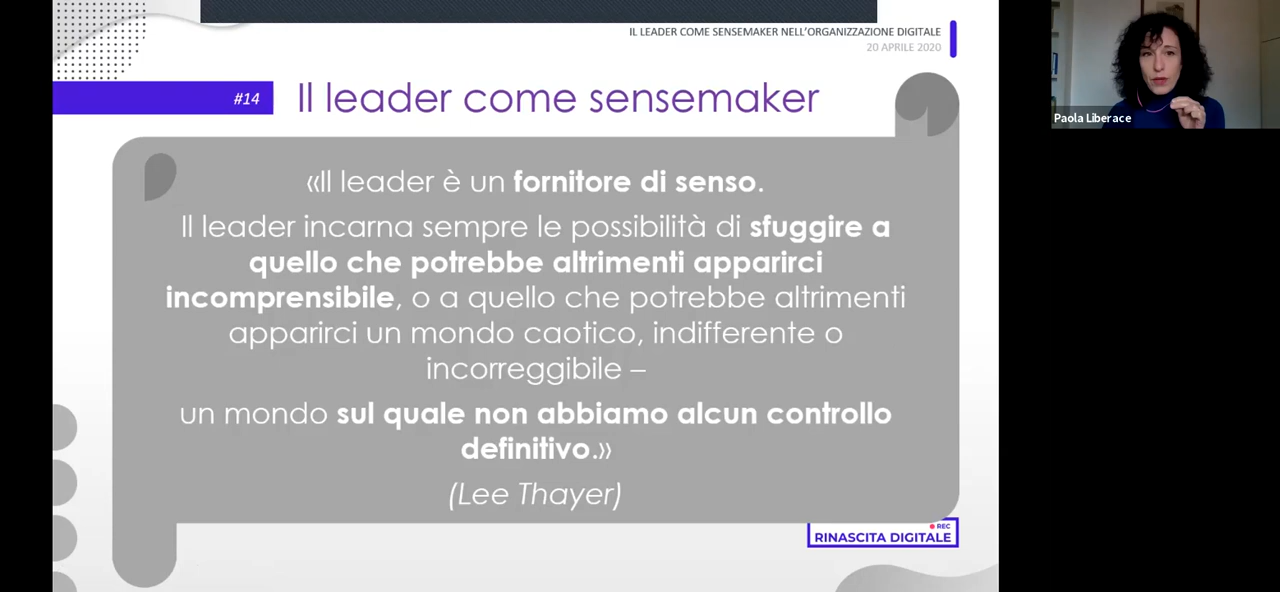 IL LEADER COME SENSEMAKER NELL'ORGANIZZAZIONE DIGITALE
20 APRILE 2020
#14
Il leader come sensemaker
«Il leader è un fornitore di senso.
Il leader incarna sempre le possibilità di sfuggire a
quello che potrebbe altrimenti apparirci
incomprensibile, o a quello che potrebbe altrimenti
apparirci un mondo caotico, indifferente o
incorreggibile –
un mondo sul quale non abbiamo alcun controllo
definitivo.»
(Lee Thayer)
REC
RINASCITA DIGITALE
Paola Liberace